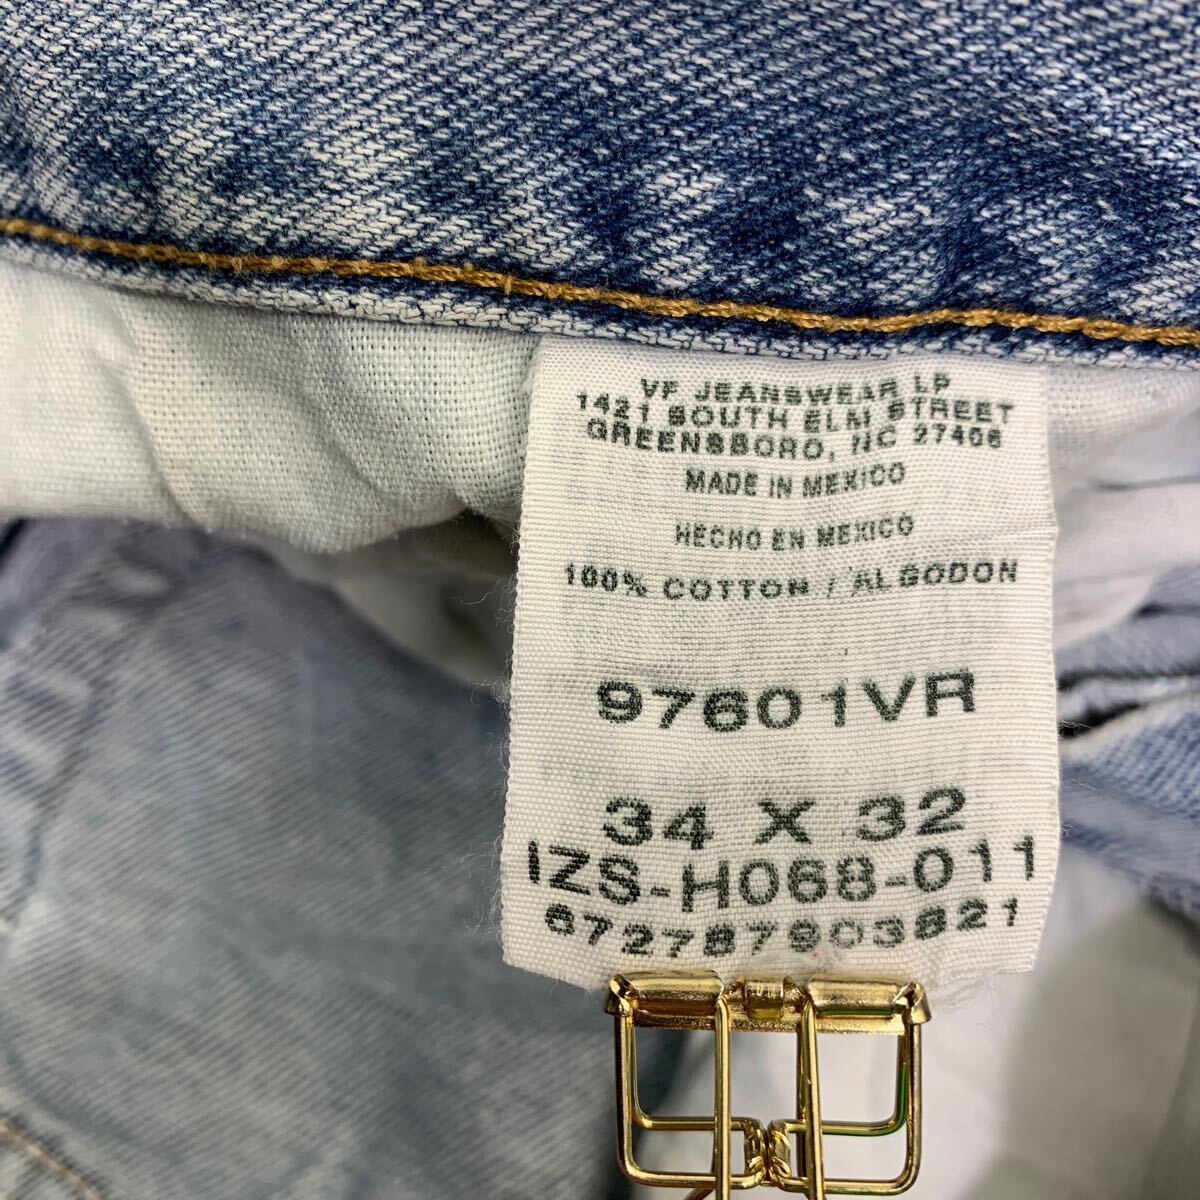 VF JEANSWEAR LP
1421 SOUTH ELM STREET
GREENSBORO, NC 27406
MADE IN MEXICO
HECHO EN MEXICO
100% COTTON / ALGODON
97601VR
34 X 32
IZS-H068-011
672787903821